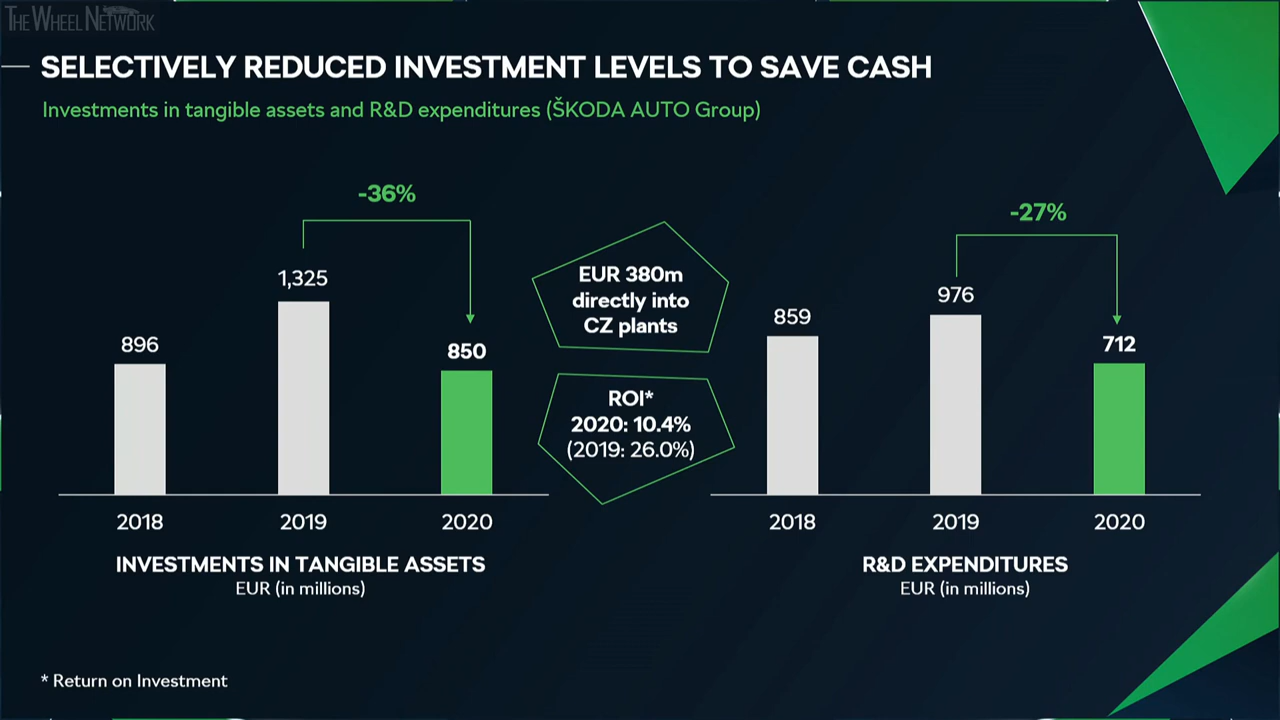 THE WHEEL NETWORK
SELECTIVELY REDUCED INVESTMENT LEVELS TO SAVE CASH
Investments in tangible assets and R&D expenditures (ŠKODA AUTO Group)
-36%
896
1,325
850
2018
2019
2020
INVESTMENTS IN TANGIBLE ASSETS
EUR (in millions)
EUR 380m
directly into
CZ plants
ROI*
2020: 10.4%
(2019: 26.0%)
-27%
859
976
712
2018
2019
2020
R&D EXPENDITURES
EUR (in millions)
* Return on Investment